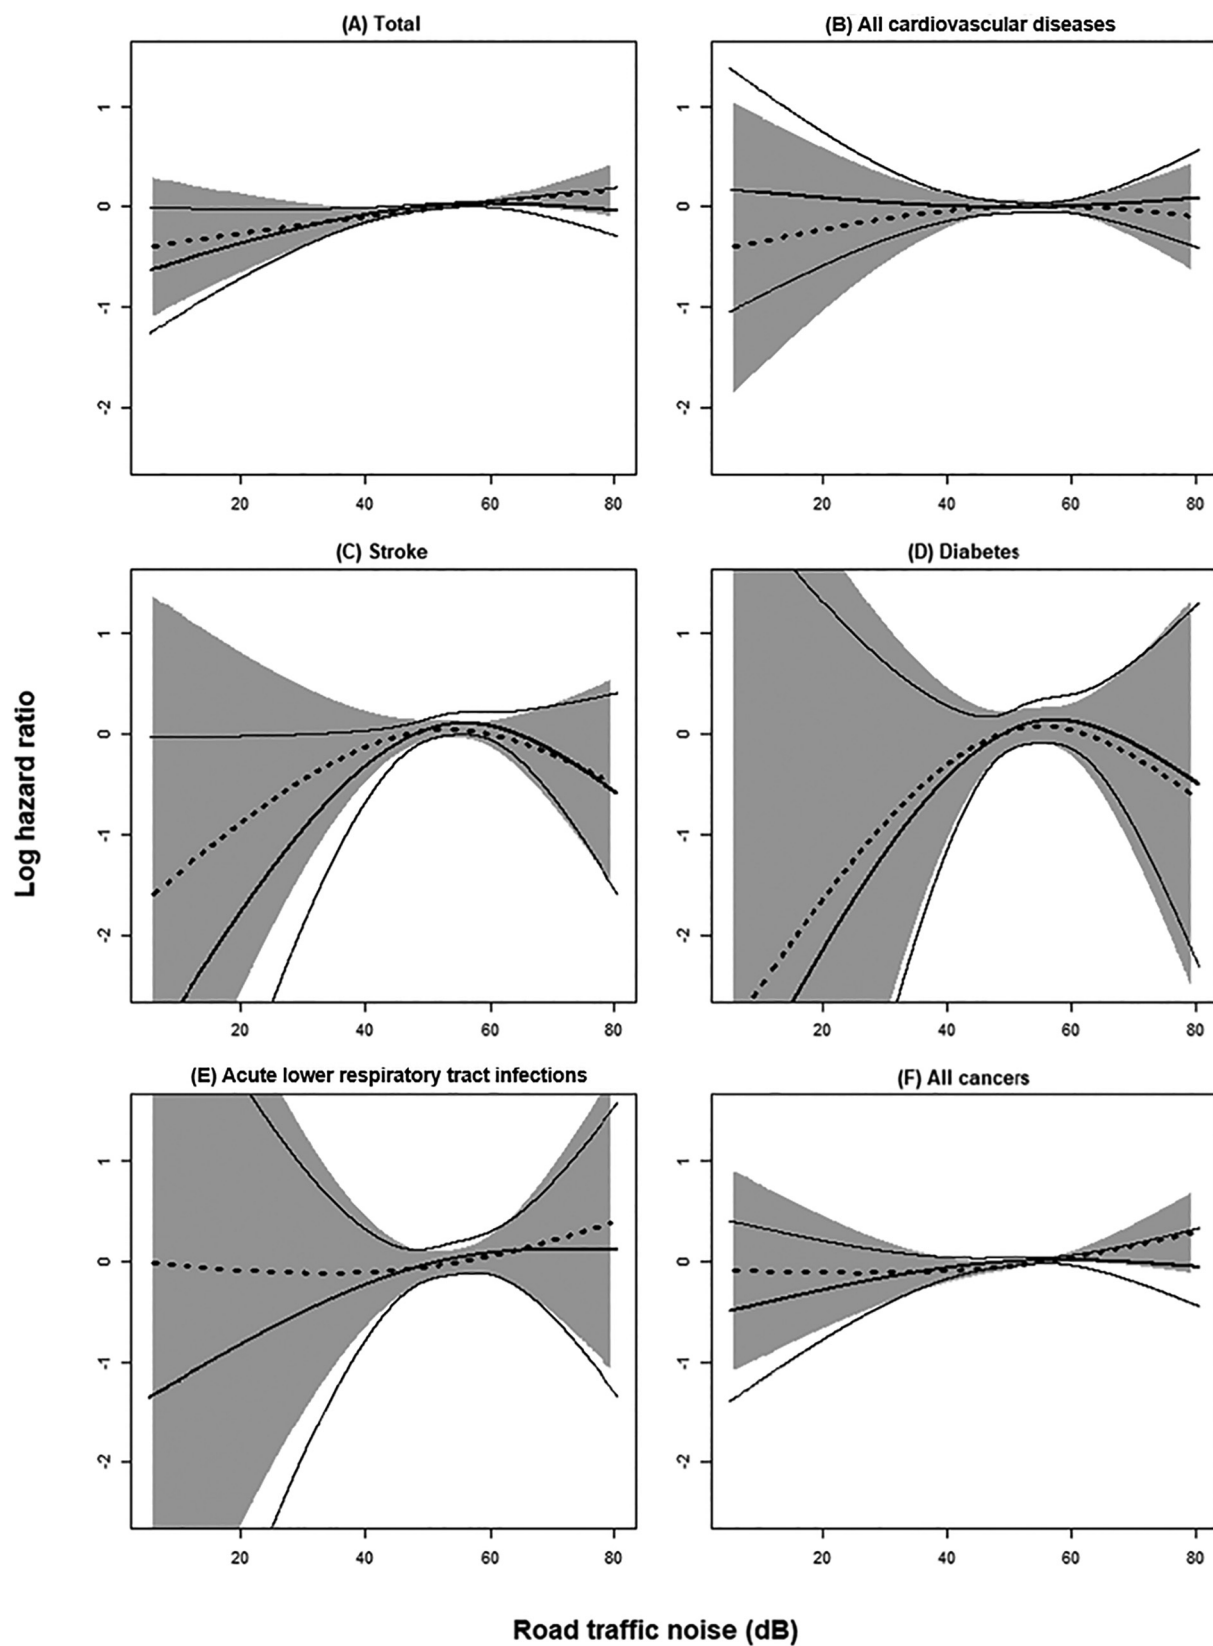 (A) Total
(B) All cardiovascular diseases
1
0
-1
-2
20 40 60 80
1
0
-1
-2
20 40 60 80
(C) Stroke
(D) Diabetes
1
0
-1
-2
20 40 60 80
1
0
-1
-2
20 40 60 80
Log hazard ratio
(E) Acute lower respiratory tract infections
(F) All cancers
1
0
-1
-2
20 40 60 80
1
0
-1
-2
20 40 60 80
Road traffic noise (dB)